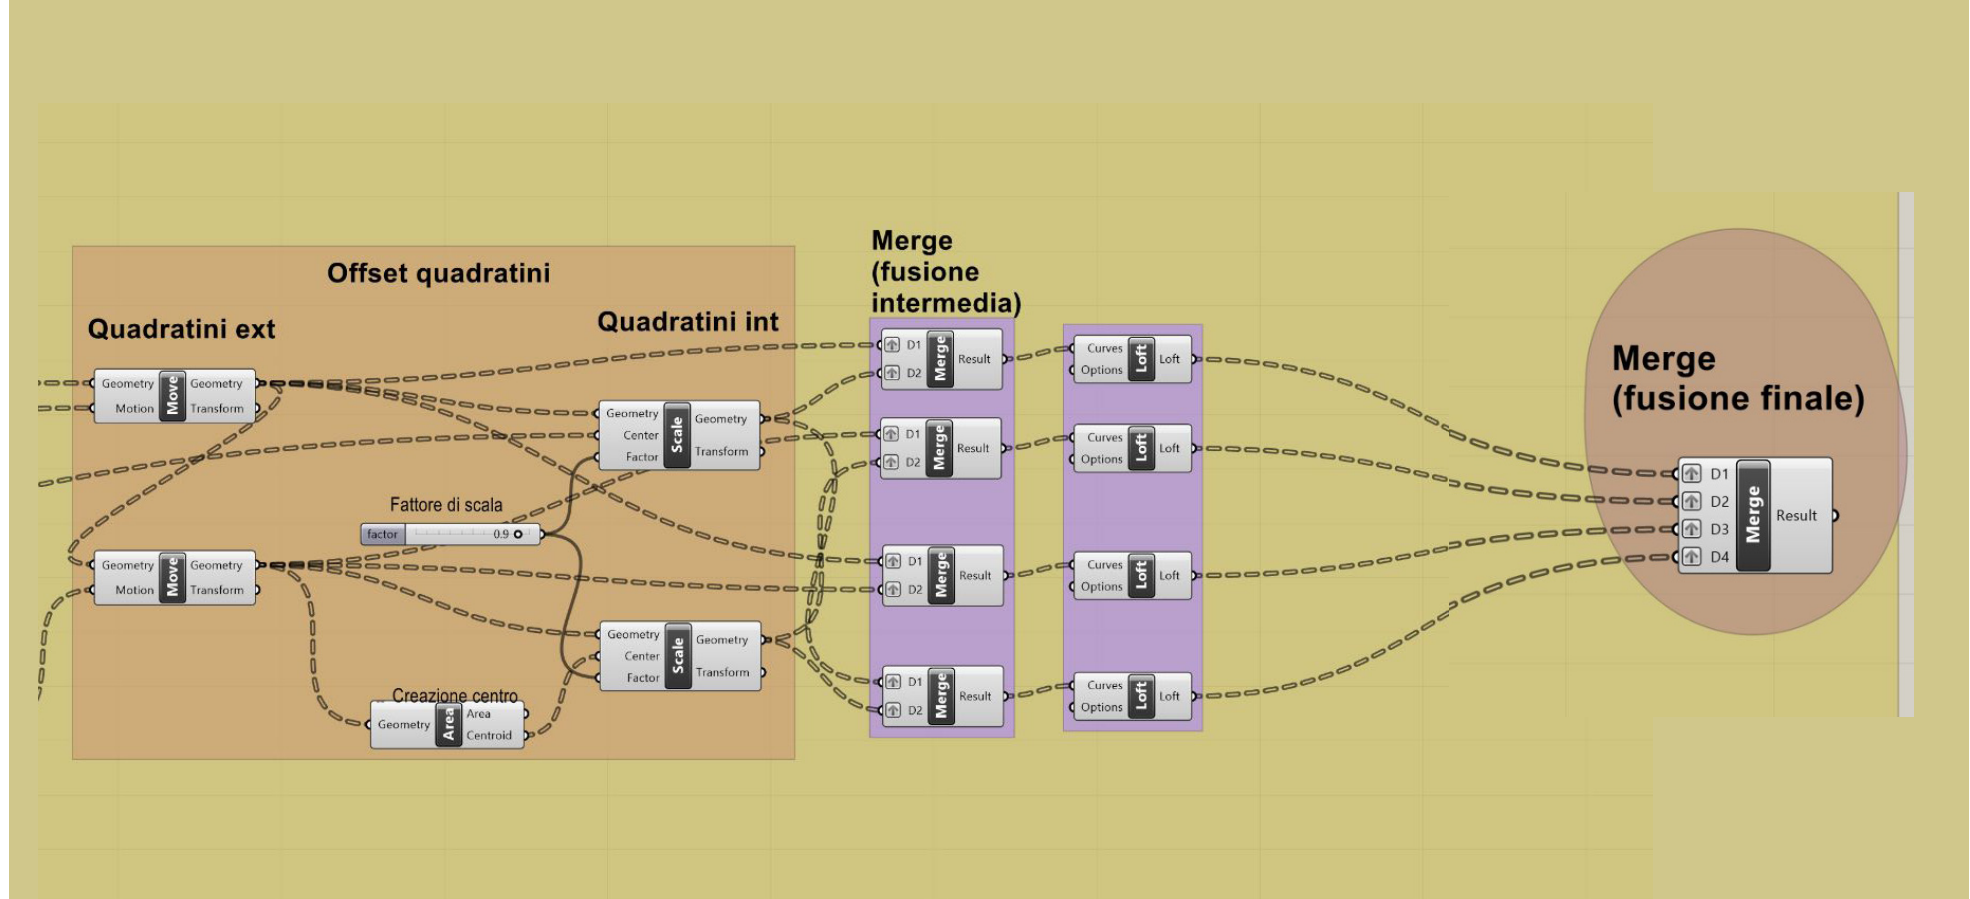 Offset quadratini
Quadratini ext
Quadratini int
Geometry Move Geometry
Motion Transform
Geometry Scale Geometry
Center
Factor Transform
Fattore di scala
factor 0.9
Geometry Move Geometry
Motion Transform
Geometry Scale Geometry
Center
Factor Transform
Creazione centro
Geometry Area Area
Centroid
Merge
(fusione
intermedia)
D1 Merge Result
D2
D1 Merge Result
D2
D1 Merge Result
D2
D1 Merge Result
D2
Curves Loft Loft
Options
Curves Loft Loft
Options
Curves Loft Loft
Options
Curves Loft Loft
Options
Merge
(fusione finale)
D1
D2
D3
D4
Merge Result